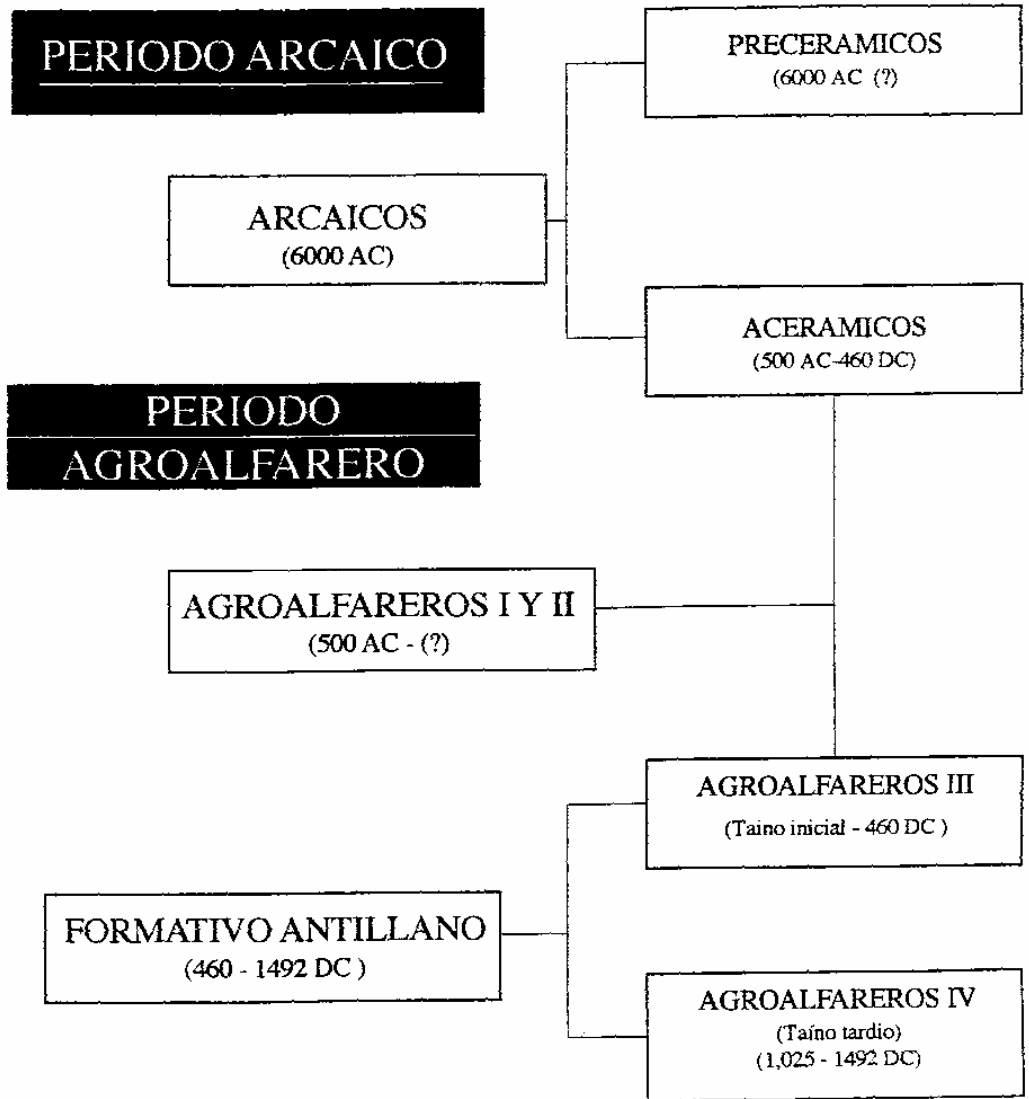 PERIODO ARCAICO
PRECERAMICOS
(6000 AC (?)
ARCAICOS
(6000 AC)
ACERAMICOS
(500 AC-460 DC)
PERIODO
AGROALFARERO
AGROALFAREROS I Y II
(500 AC - (?)
AGROALFAREROS III
(Taino inicial - 460 DC )
FORMATIVO ANTILLANO
(460 - 1492 DC )
AGROALFAREROS IV
(Taíno tardio)
(1,025 - 1492 DC)